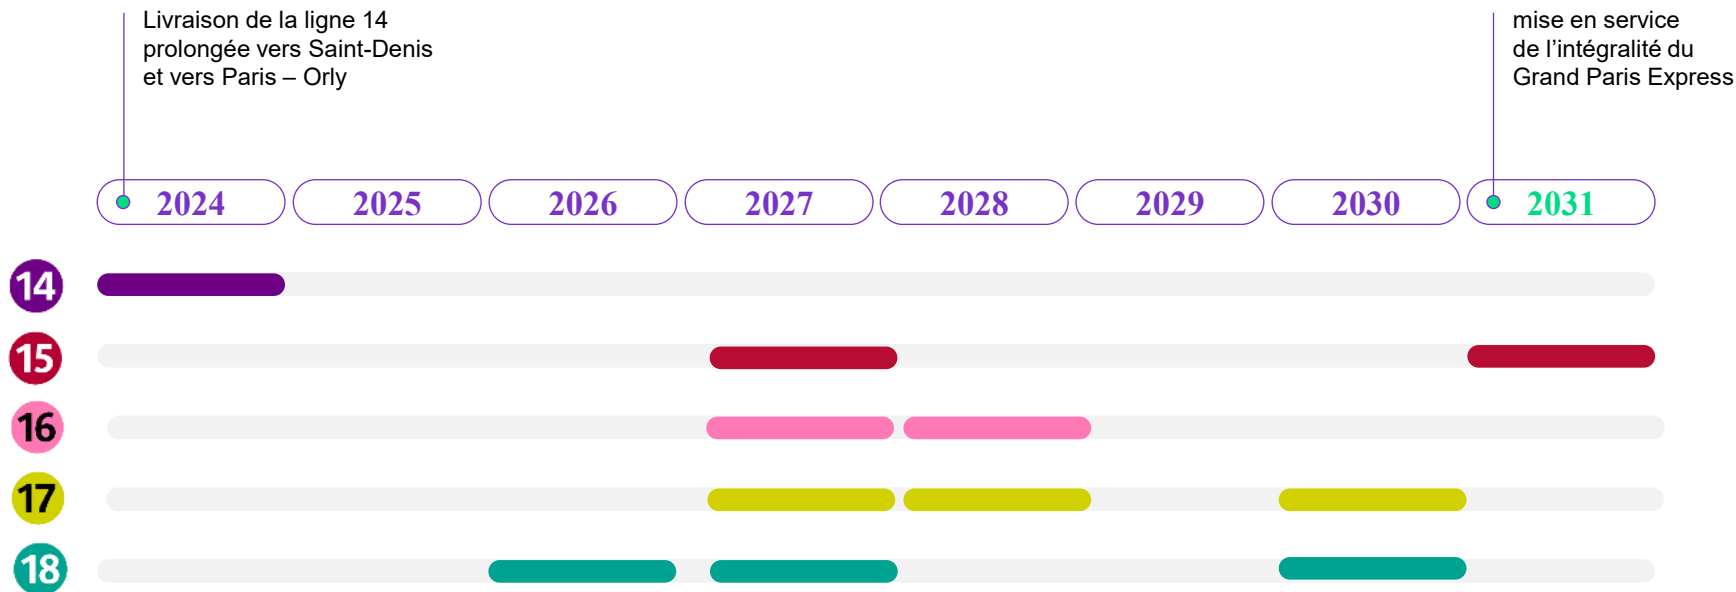 Livraison de la ligne 14
prolongée vers Saint-Denis
et vers Paris – Orly
mise en service
de l’intégralité du
Grand Paris Express
2024 2025 2026 2027 2028 2029 2030 2031
14
15
16
17
18